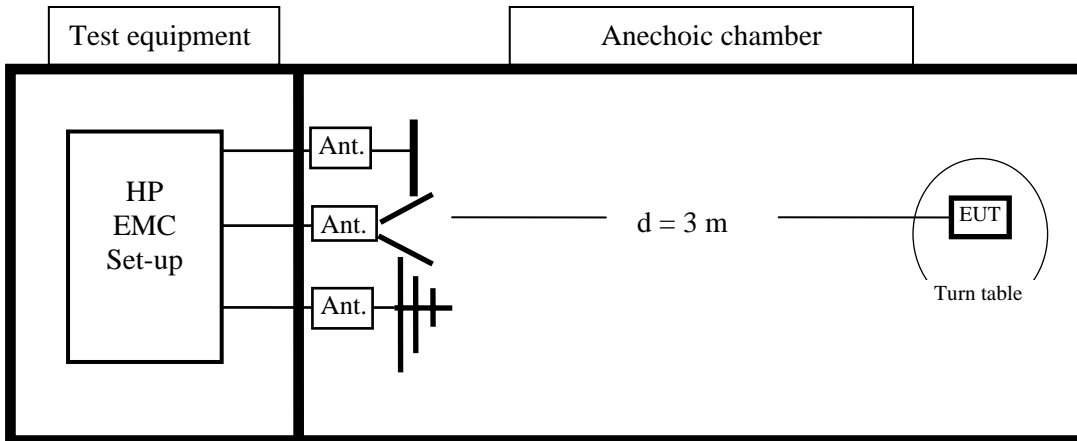 Test equipment
Anechoic chamber
Ant.
HP
EMC
Set-up
Ant.
d = 3 m
EUT
Ant.
Turn table